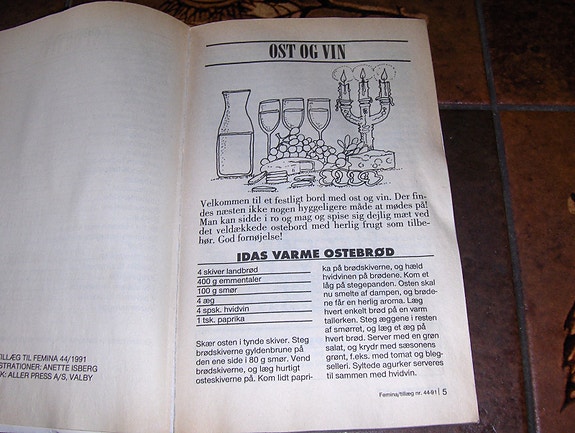 OST OG VIN
Velkommen til et festligt bord med ost og vin. Der fin-
des næsten ikke nogen hyggeligere måde at mødes på!
Man kan sidde i ro og mag og spise sig dejlig mæt ved
det veldækkede ostebord med herlig frugt som tilbe-
hør. God fornøjelse!
IDAS VARME OSTEBRØD
4 skiver landbrød
400 g emmentaler
100 g smør
4 æg
4 spsk. hvidvin
1 tsk. paprika
Skær osten i tynde skiver. Steg
brødskiverne gyldenbrune på
den ene side i 80 g smør. Vend
brødskiverne, og læg hurtigt
osteskiverne på. Kom lidt papri-
ka på brødskiverne, og hæld
hvidvinen på brødene. Kom et
låg på stegepanden. Osten skal
nu smelte af dampen, og brøde-
ne får en herlig aroma. Læg
hvert enkelt brød på en varm
tallerken. Steg æggene i resten
af smørret, og læg et æg på
hvert brød. Server med en grøn
salat, og krydr med sæsonens
grønt, f.eks. med tomat og bleg-
selleri. Syltede agurker serveres
til sammen med hvidvin.
Femina/tillæg nr. 44-91 | 5
TILLÆG TIL FEMINA 44/1991
STRATIONER: ANETTE ISBERG
K: ALLER PRESS A/S, VALBY